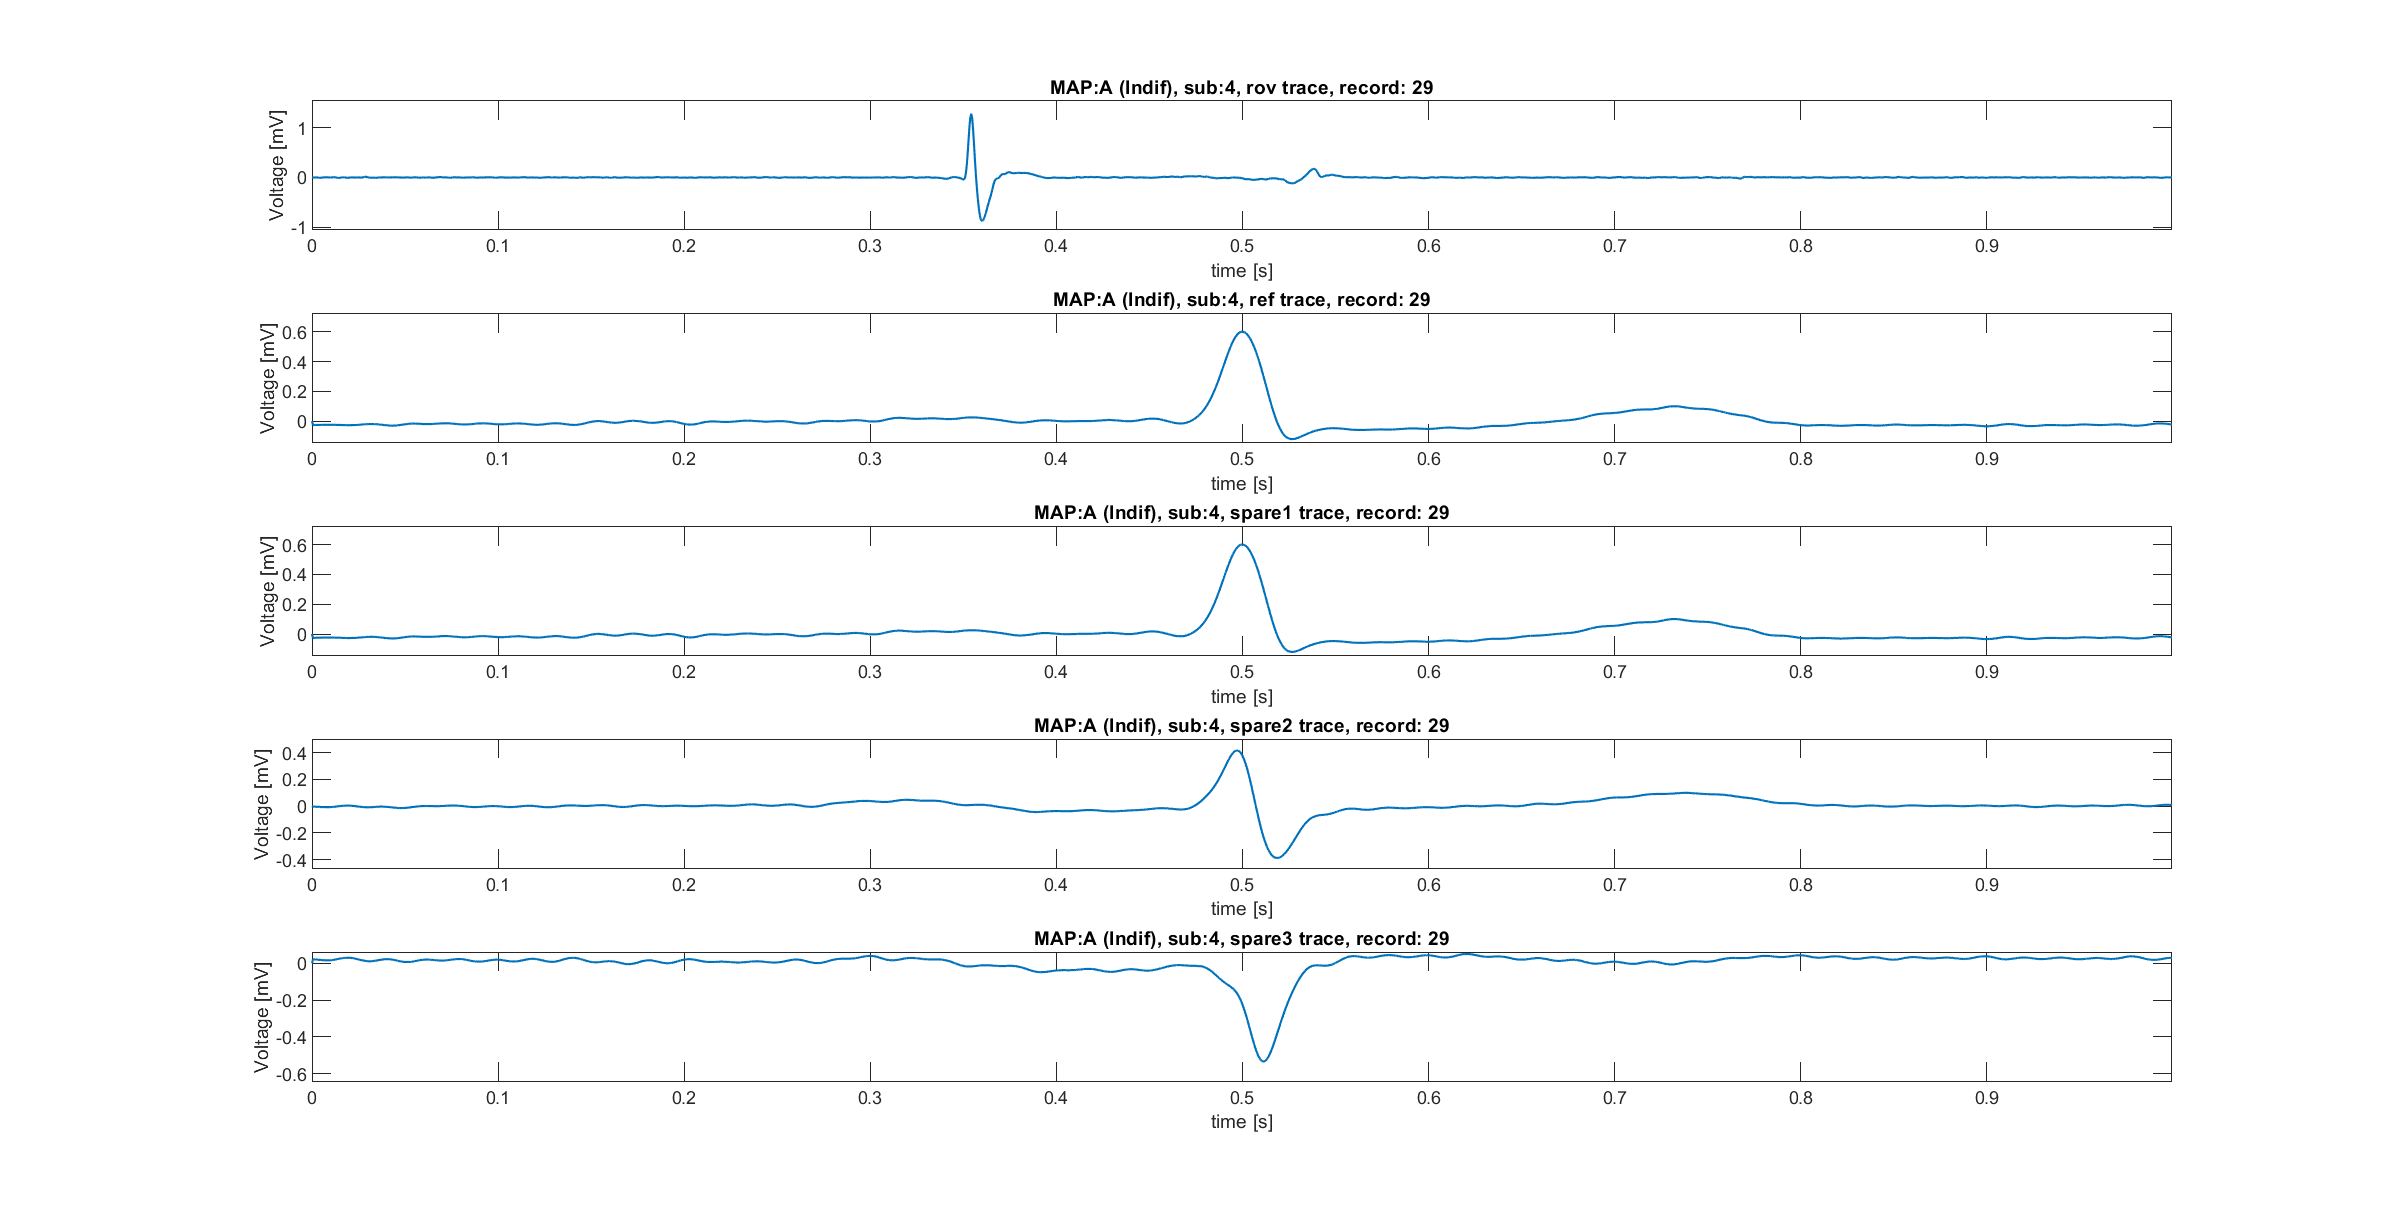 MAP:A (Indif), sub:4, rov trace, record: 29
Voltage [mV]
1
0
-1
0 0.1 0.2 0.3 0.4 0.5 0.6 0.7 0.8 0.9
time [s]
MAP:A (Indif), sub:4, ref trace, record: 29
Voltage [mV]
0.6
0.4
0.2
0
0 0.1 0.2 0.3 0.4 0.5 0.6 0.7 0.8 0.9
time [s]
MAP:A (Indif), sub:4, spare1 trace, record: 29
Voltage [mV]
0.6
0.4
0.2
0
0 0.1 0.2 0.3 0.4 0.5 0.6 0.7 0.8 0.9
time [s]
MAP:A (Indif), sub:4, spare2 trace, record: 29
Voltage [mV]
0.4
0.2
0
-0.2
-0.4
0 0.1 0.2 0.3 0.4 0.5 0.6 0.7 0.8 0.9
time [s]
MAP:A (Indif), sub:4, spare3 trace, record: 29
Voltage [mV]
0
-0.2
-0.4
-0.6
0 0.1 0.2 0.3 0.4 0.5 0.6 0.7 0.8 0.9
time [s]